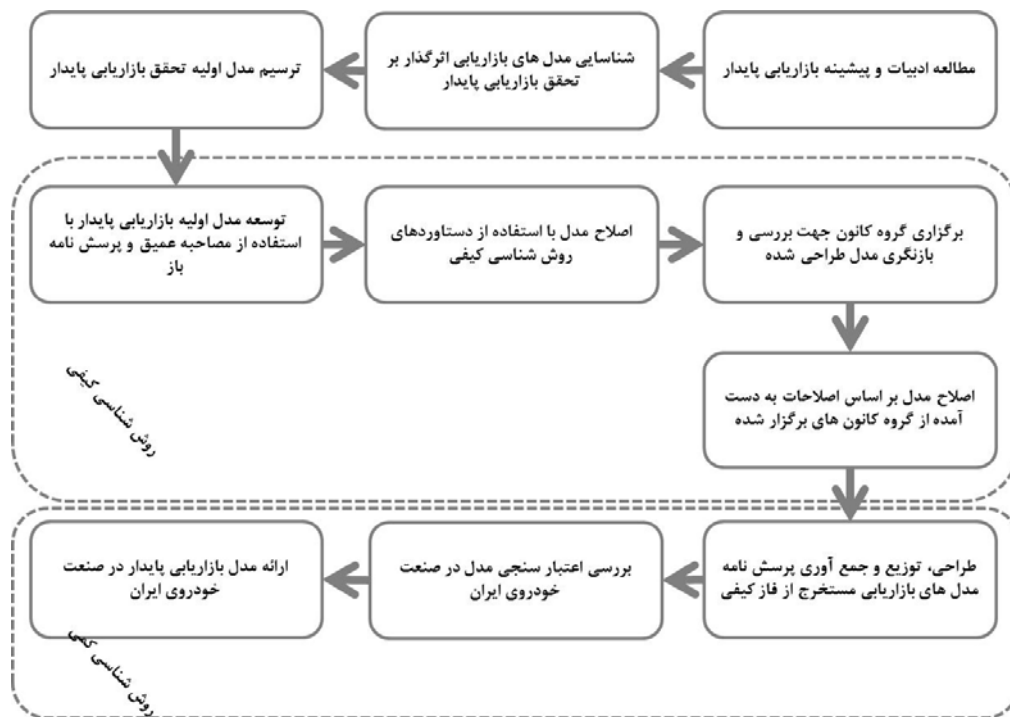 مطالعه ادبیات و پیشینه بازاریابی پایدار
شناسایی مدل های بازاریابی اثرگذار بر
تحقق بازاریابی پایدار
ترسیم مدل اولیه تحقق بازاریابی پایدار
توسعه مدل اولیه بازاریابی پایدار با
استفاده از مصاحبه عمیق و پرسش نامه
باز
اصلاح مدل با استفاده از دستاوردهای
روش شناسی کیفی
برگزاری گروه کانون جهت بررسی و
بازنگری مدل طراحی شده
اصلاح مدل بر اساس اصلاحات به دست
آمده از گروه کانون های برگزار شده
روش شناسی کیفی
طراحی، توزیع و جمع آوری پرسش نامه
مدل های بازاریابی مستخرج از فاز کیفی
بررسی اعتبار سنجی مدل در صنعت
خودروی ایران
ارائه مدل بازاریابی پایدار در صنعت
خودروی ایران
روش شناسی کمی